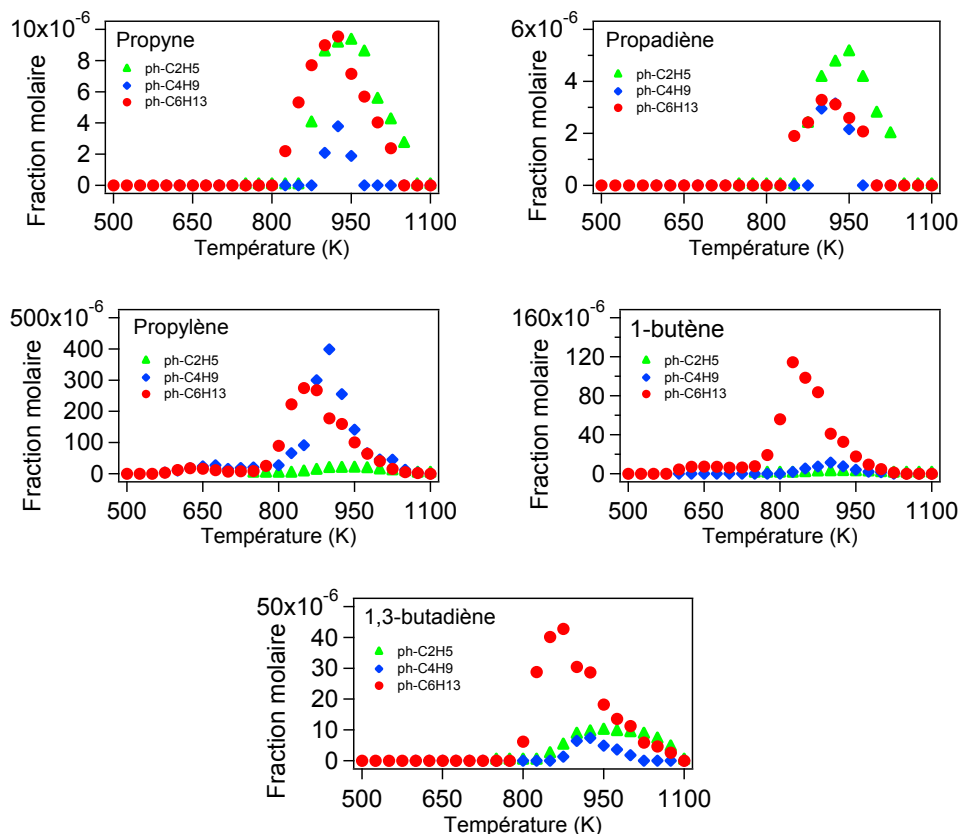 10x10⁻⁶
8
6
4
2
0
Fraction molaire
Propyne
ph-C2H5
ph-C4H9
ph-C6H13
500 650 800 950 1100
Température (K)
6x10⁻⁶
4
2
0
Fraction molaire
Propadiène
ph-C2H5
ph-C4H9
ph-C6H13
500 650 800 950 1100
Température (K)
500x10⁻⁶
400
300
200
100
0
Fraction molaire
Propylène
ph-C2H5
ph-C4H9
ph-C6H13
500 650 800 950 1100
Température (K)
160x10⁻⁶
120
80
40
0
Fraction molaire
1-butène
ph-C2H5
ph-C4H9
ph-C6H13
500 650 800 950 1100
Température (K)
50x10⁻⁶
40
30
20
10
0
Fraction molaire
1,3-butadiène
ph-C2H5
ph-C4H9
ph-C6H13
500 650 800 950 1100
Température (K)